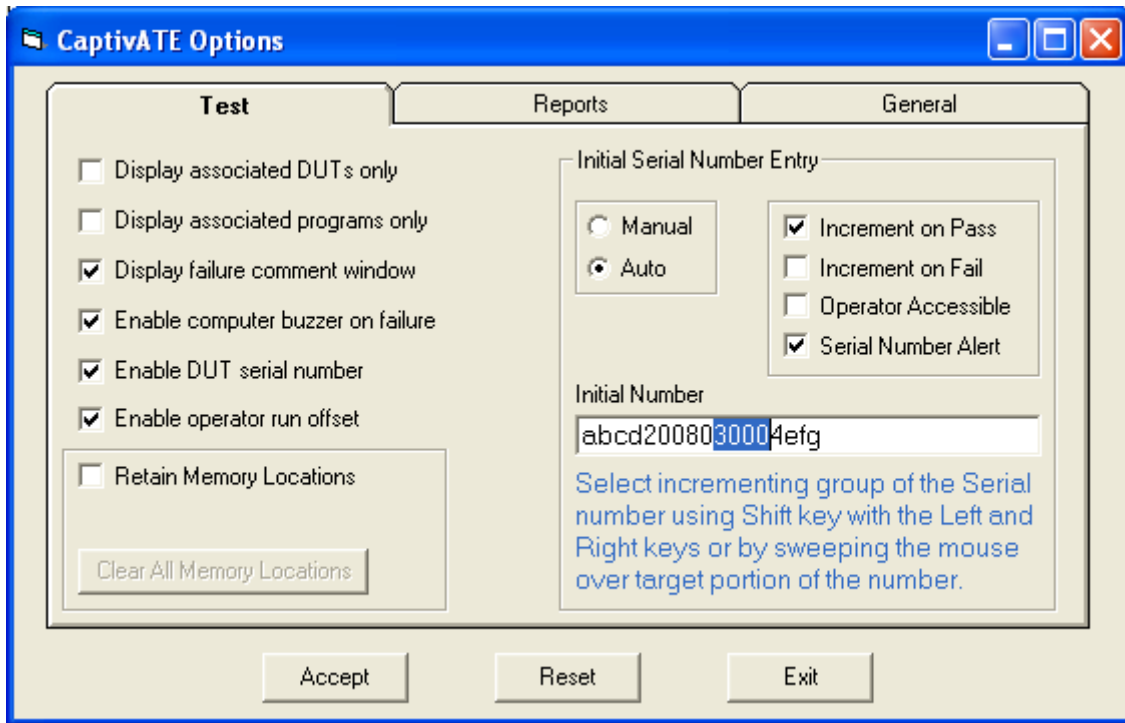 CaptivATE Options
Test
Reports
General
Display associated DUTs only
Display associated programs only
Display failure comment window
Enable computer buzzer on failure
Enable DUT serial number
Enable operator run offset
Retain Memory Locations
Clear All Memory Locations
Initial Serial Number Entry
Manual
Auto
Increment on Pass
Increment on Fail
Operator Accessible
Serial Number Alert
Initial Number
abcd2008030004efg
Select incrementing group of the Serial
number using Shift key with the Left and
Right keys or by sweeping the mouse
over target portion of the number.
Accept
Reset
Exit